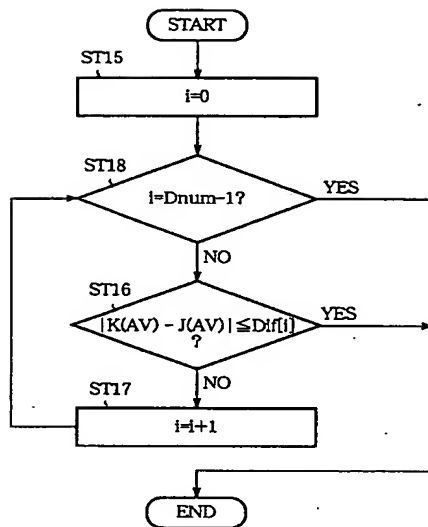 START
ST15
i=0
ST18
i=Dnum-1?
YES
NO
ST16
|K(AV) - J(AV)| ≦Dif[i]
?
YES
NO
ST17
i=i+1
END